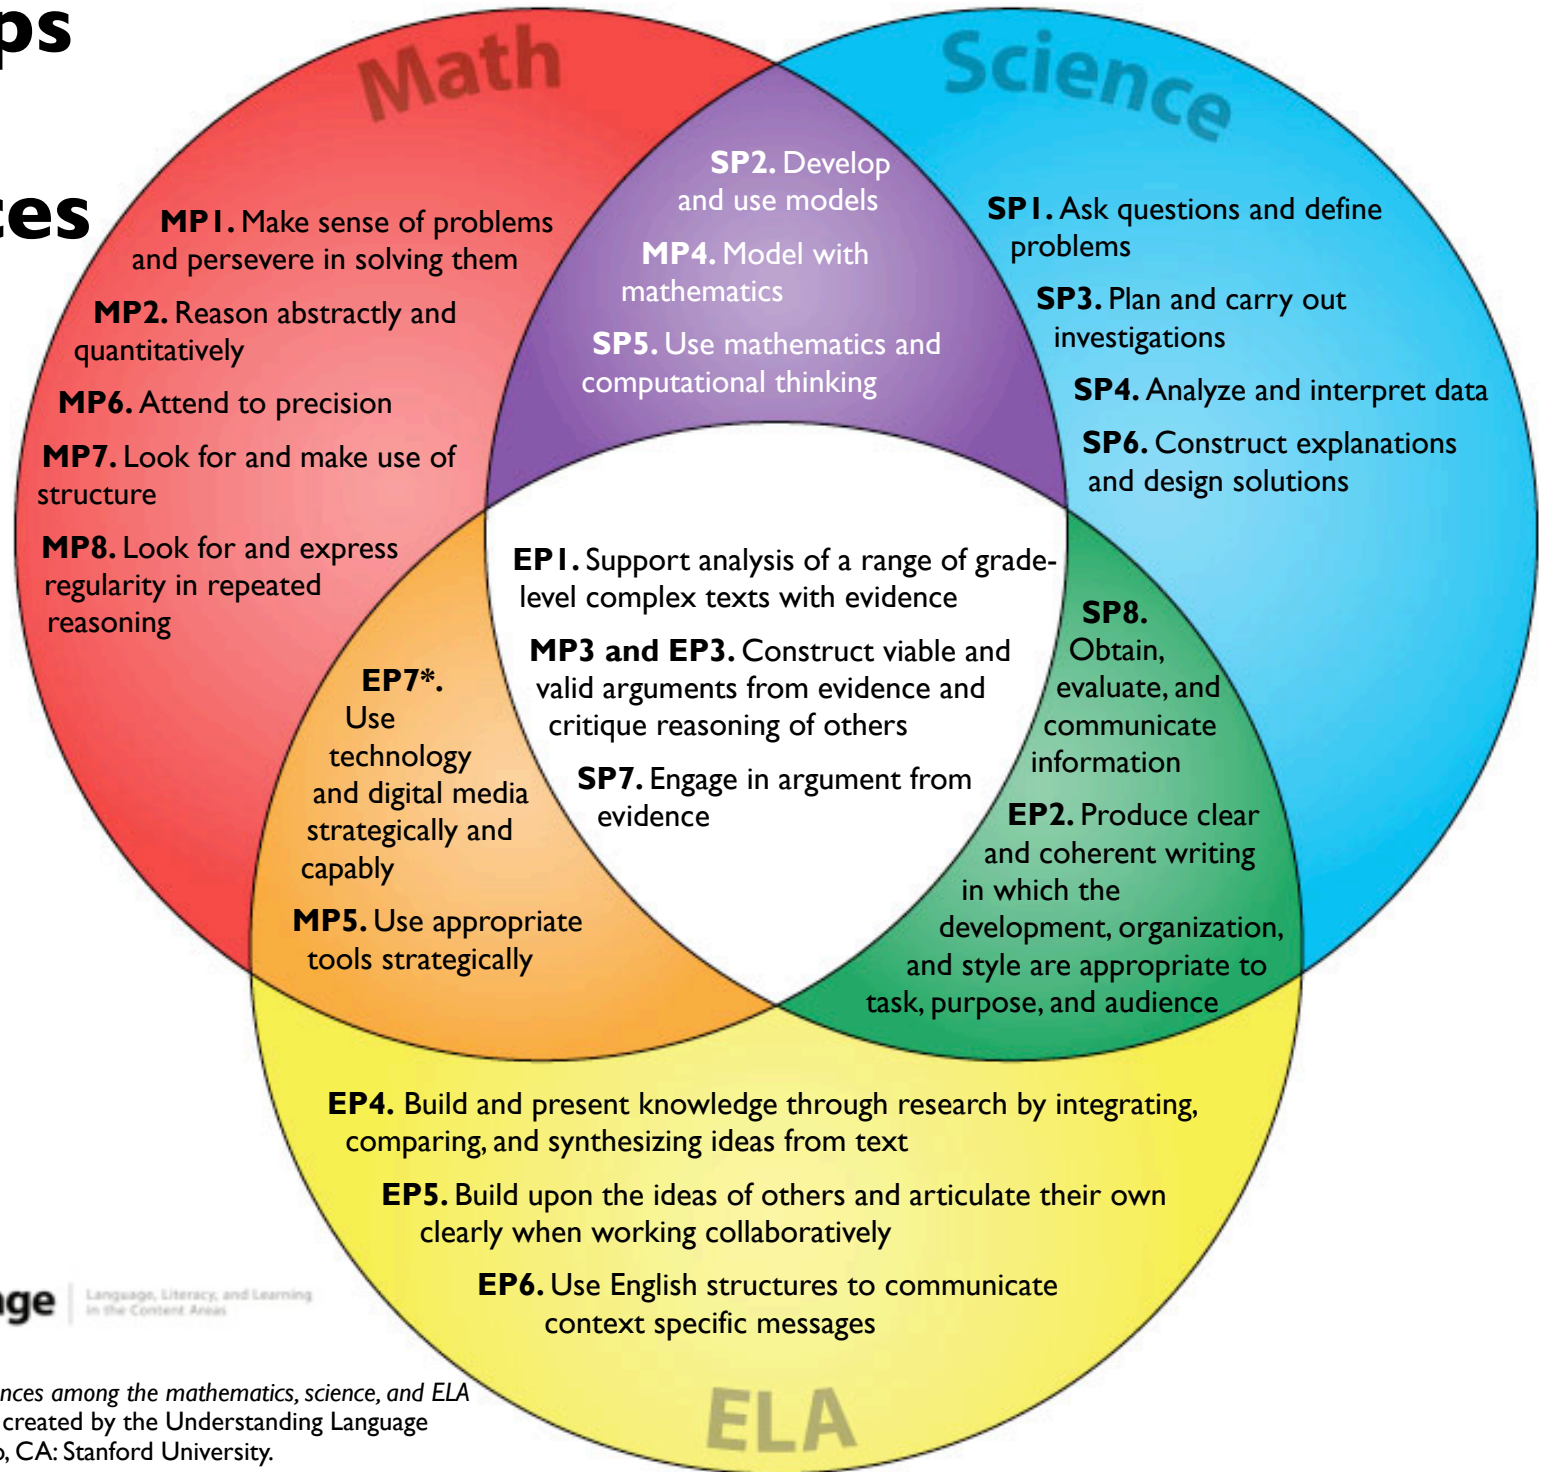 ps
ces
Math
Science
MP1. Make sense of problems
and persevere in solving them
MP2. Reason abstractly and
quantitatively
MP6. Attend to precision
MP7. Look for and make use of
structure
MP8. Look for and express
regularity in repeated
reasoning
SP2. Develop
and use models
MP4. Model with
mathematics
SP5. Use mathematics and
computational thinking
SP1. Ask questions and define
problems
SP3. Plan and carry out
investigations
SP4. Analyze and interpret data
SP6. Construct explanations
and design solutions
EP1. Support analysis of a range of grade-
level complex texts with evidence
MP3 and EP3. Construct viable and
valid arguments from evidence and
critique reasoning of others
SP7. Engage in argument from
evidence
EP7*.
Use
technology
and digital media
strategically and
capably
MP5. Use appropriate
tools strategically
SP8.
Obtain,
evaluate, and
communicate
information
EP2. Produce clear
and coherent writing
in which the
development, organization,
and style are appropriate to
task, purpose, and audience
EP4. Build and present knowledge through research by integrating,
comparing, and synthesizing ideas from text
EP5. Build upon the ideas of others and articulate their own
clearly when working collaboratively
EP6. Use English structures to communicate
context specific messages
ELA
age
Language, Literacy, and Learning
in the Content Areas
nces among the mathematics, science, and ELA
created by the Understanding Language
o, CA: Stanford University.